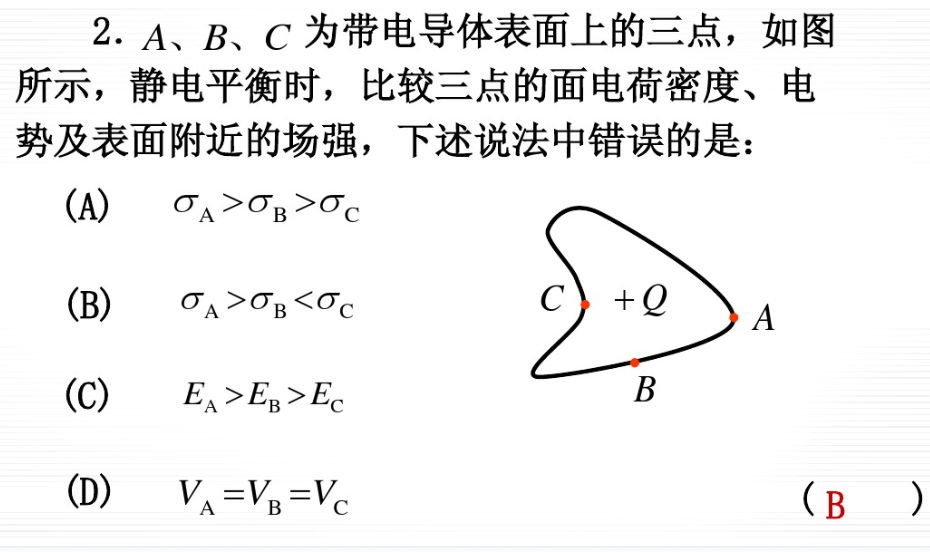 2. A、B、C 为带电导体表面上的三点，如图
所示，静电平衡时，比较三点的面电荷密度、电
势及表面附近的场强，下述说法中错误的是：
(A) σA>σB>σC
(B) σA>σB<σC
C +Q A
B
(C) EA>EB>EC
(D) VA=VB=VC
( B )